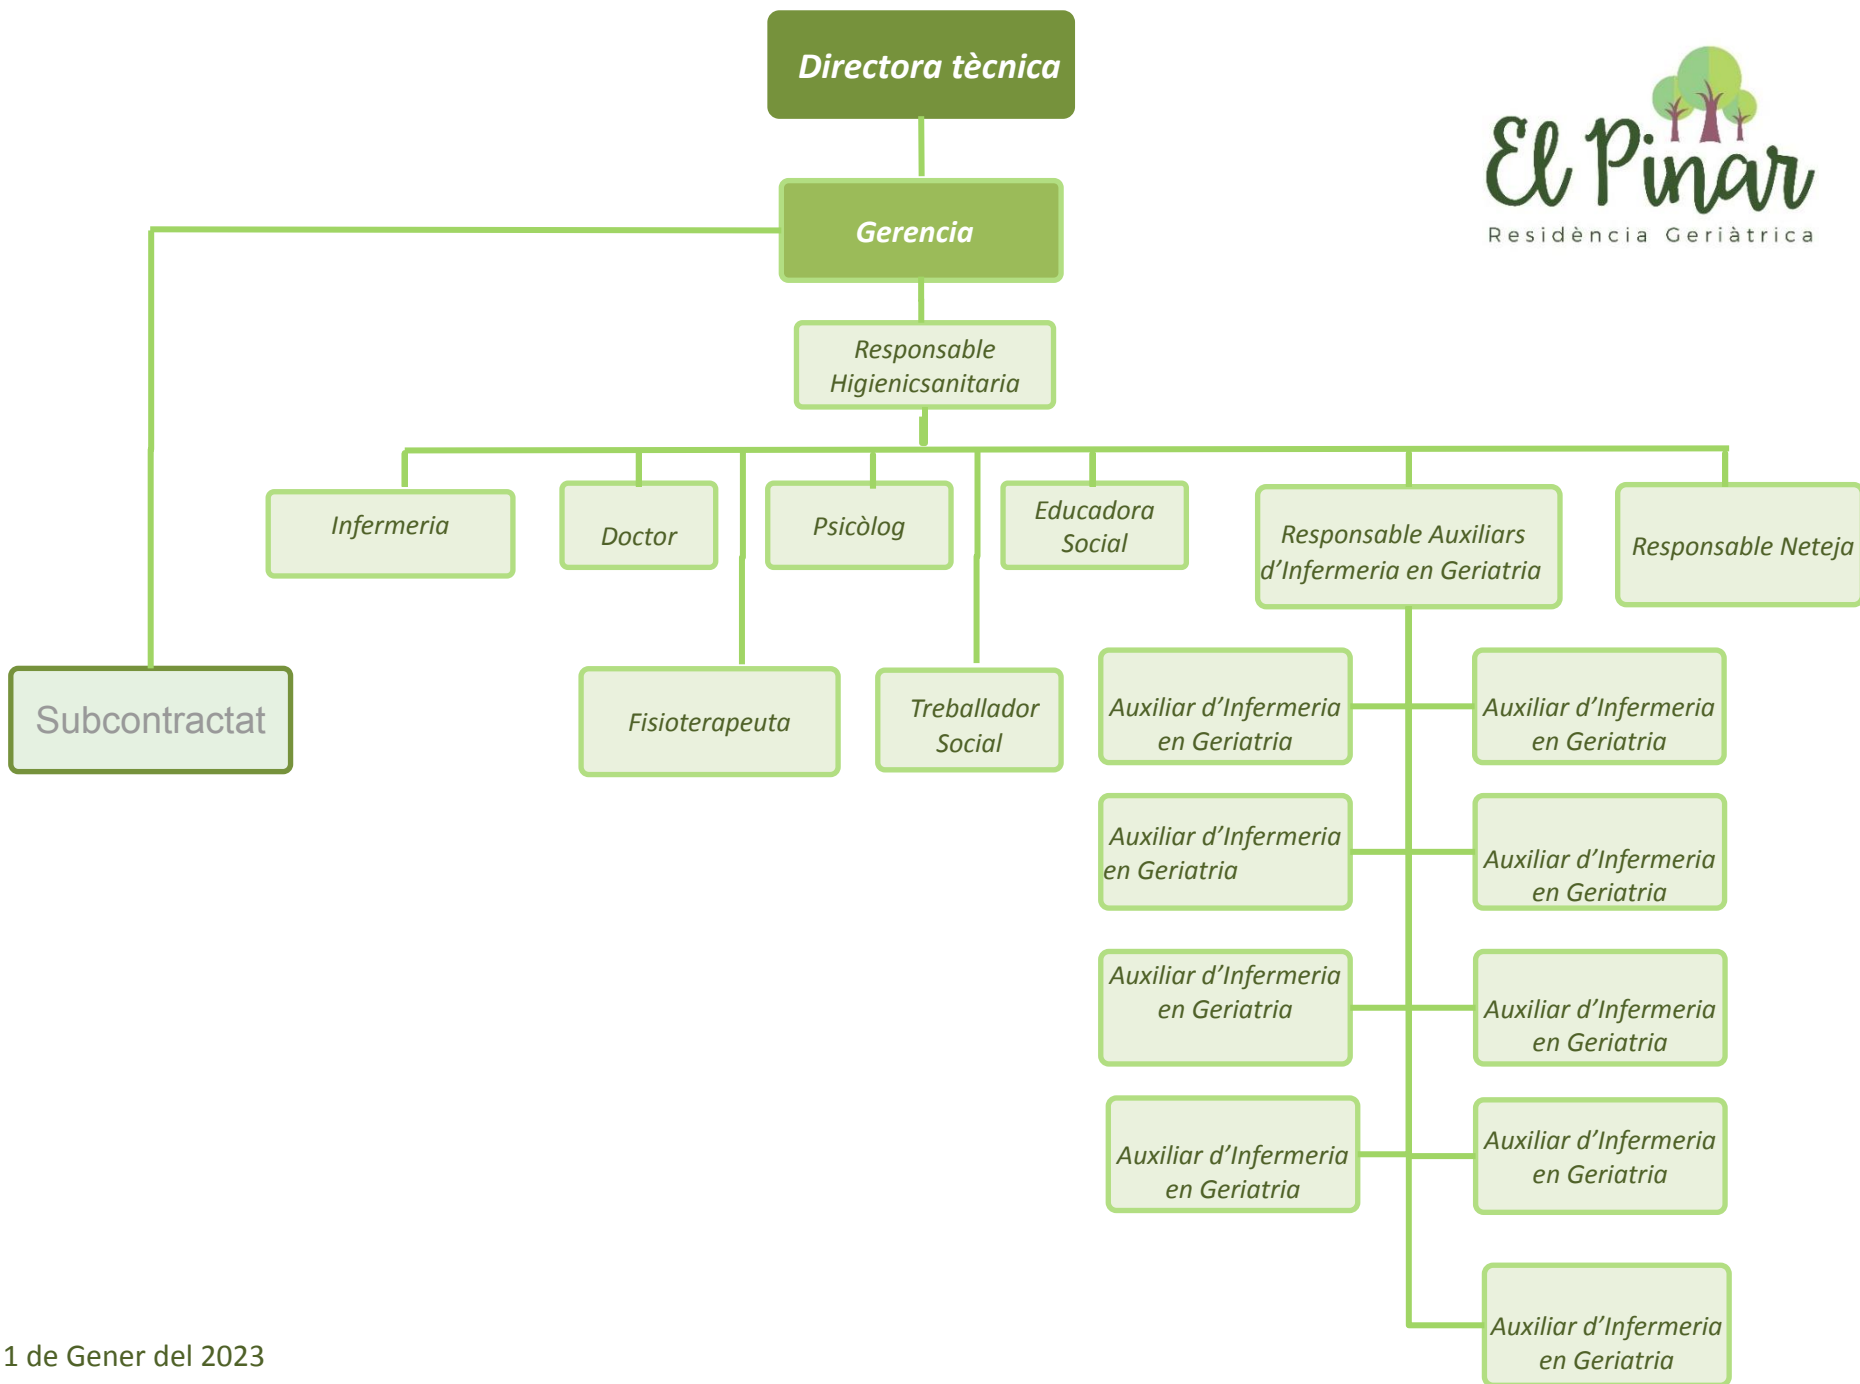 Directora tècnica
El Pinar
Residència Geriàtrica
Gerencia
Responsable
Higienicsanitaria
Infermeria
Doctor
Psicòlog
Educadora
Social
Responsable Auxiliars
d’Infermeria en Geriatria
Responsable Neteja
Subcontractat
Fisioterapeuta
Treballador
Social
Auxiliar d’Infermeria
en Geriatria
Auxiliar d’Infermeria
en Geriatria
Auxiliar d’Infermeria
en Geriatria
Auxiliar d’Infermeria
en Geriatria
Auxiliar d’Infermeria
en Geriatria
Auxiliar d’Infermeria
en Geriatria
Auxiliar d’Infermeria
en Geriatria
Auxiliar d’Infermeria
en Geriatria
Auxiliar d’Infermeria
en Geriatria
1 de Gener del 2023